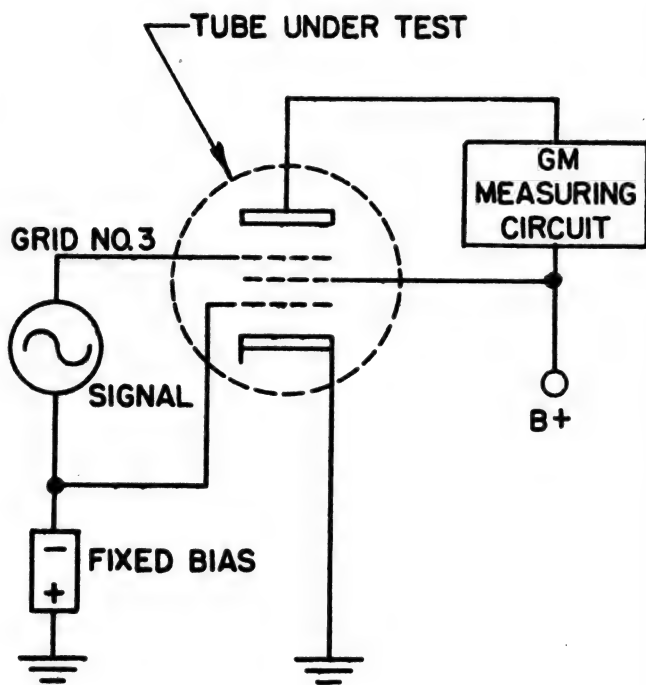 TUBE UNDER TEST
GM
MEASURING
CIRCUIT
GRID NO.3
SIGNAL
B+
−
FIXED BIAS
+